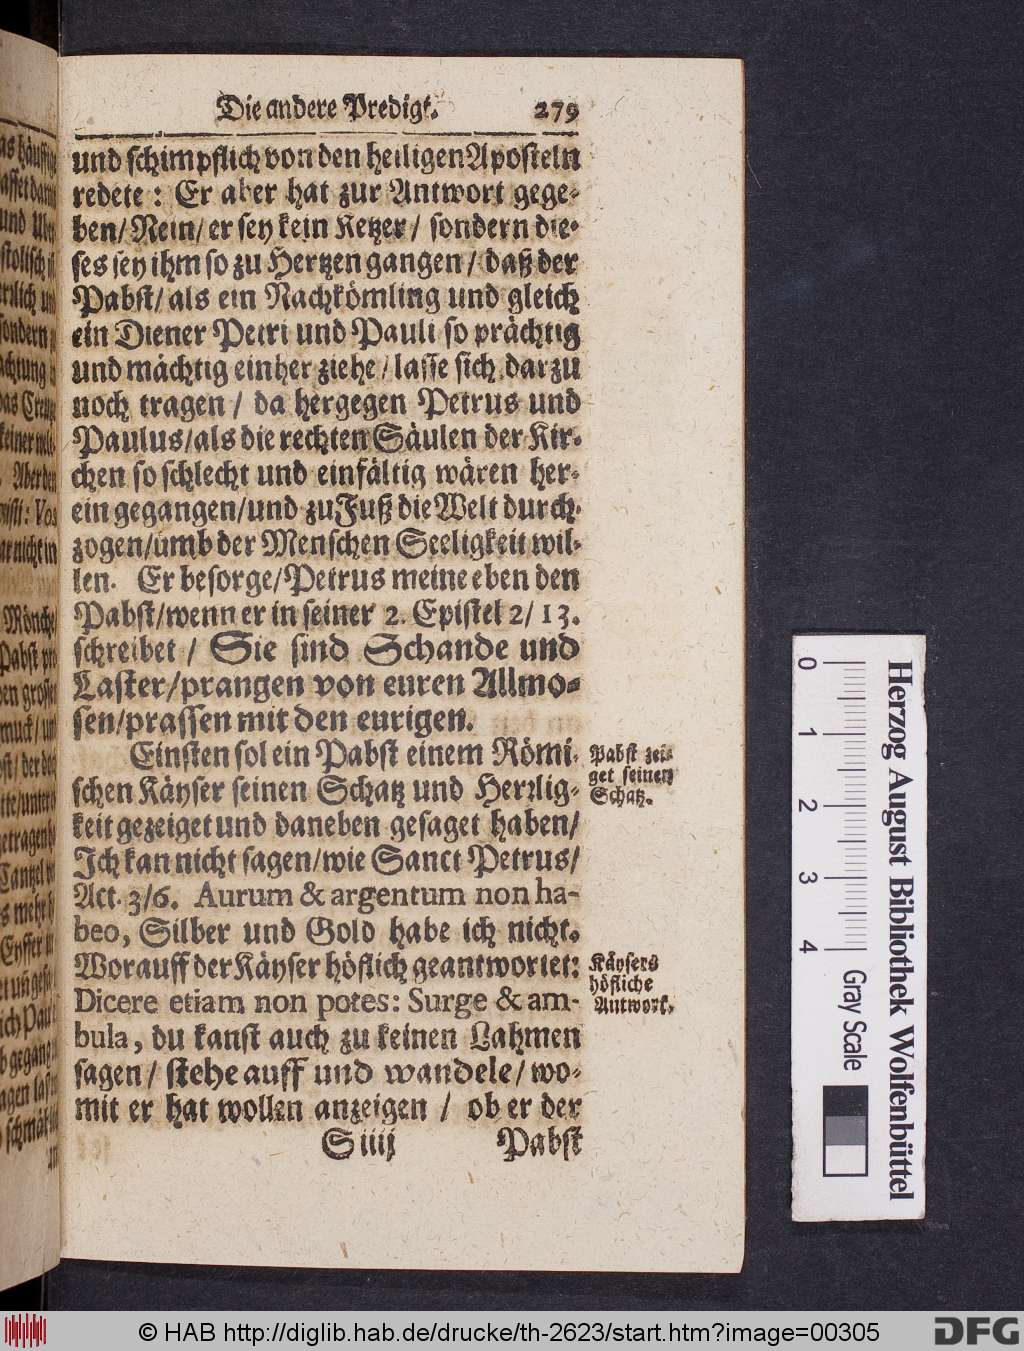 Die andere Predigt. 279
und schimpflich von den heiligen Aposteln
redete: Er aber hat zur Antwort gege-
ben/ Nein/ er sey kein Ketzer/ sondern die-
ses sey ihm so zu Hertzen gangen/ daß der
Pabst/ als ein Nachkömling und gleich
ein Diener Petri und Pauli so prächtig
und mächtig einher ziehe/ lasse sich darzu
noch tragen/ da hergegen Petrus und
Paulus/ als die rechten Säulen der Kir-
chen so schlecht und einfältig wären her-
ein gegangen/ und zu Fuß die Welt durch-
zogen/ umb der Menschen Seeligkeit wil-
len. Er besorge/ Petrus meine eben den
Pabst/ wenn er in seiner 2. Epistel 2/ 13.
schreibet/ Sie sind Schande und
Laster/ prangen von euren Allmo-
sen/ prassen mit den eurigen.
Einsten sol ein Pabst einem Römi-
schen Käyser seinen Schatz und Herrlig-
keit gezeiget und daneben gesaget haben/
Ich kan nicht sagen/ wie Sanct Petrus/
Act. 3/6. Aurum & argentum non ha-
beo, Silber und Gold habe ich nicht.
Worauff der Käyser höflich geantwortet:
Dicere etiam non potes: Surge & am-
bula, du kanst auch zu keinen Lahmen
sagen/ stehe auff und wandele/ wo-
mit er hat wollen anzeigen/ ob er der
S iiij Pabst
Pabst zei-
get seinen
Schatz.
Käysers
höfliche
Antwort.
0 1 2 3 4
Gray Scale
Herzog August Bibliothek Wolfenbüttel
© HAB http://diglib.hab.de/drucke/th-2623/start.htm?image=00305
DFG